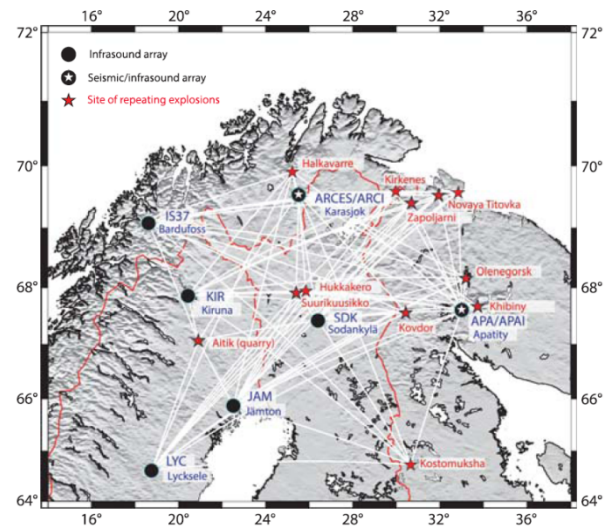 16°
20°
24°
28°
32°
36°
72°
72°
Infrasound array
Seismic/infrasound array
Site of repeating explosions
70°
70°
Halkavarre
Kirkenes
ARCES/ARCI
Karasjok
Novaya Titovka
Zapoljarni
IS37
Bardufoss
Olenegorsk
68°
68°
Hukkakero
Suurikuusikko
KIR
Kiruna
Khibiny
SDK
Sodankylä
Kovdor
APA/APAI
Apatity
Aitik (quarry)
66°
66°
JAM
Jämton
LYC
Lycksele
Kostomuksha
64°
64°
16°
20°
24°
28°
32°
36°